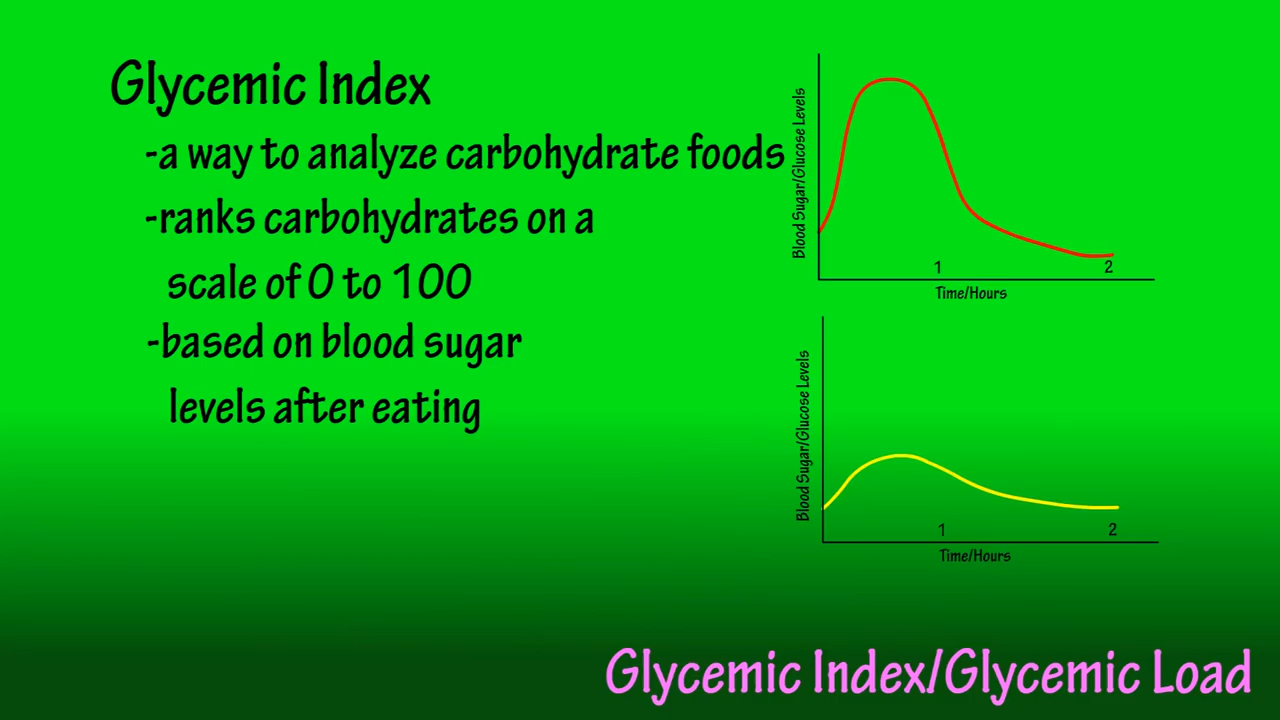 Glycemic Index
-a way to analyze carbohydrate foods
-ranks carbohydrates on a
scale of 0 to 100
-based on blood sugar
levels after eating
Blood Sugar/Glucose Levels
1
2
Time/Hours
Blood Sugar/Glucose Levels
1
2
Time/Hours
Glycemic Index/Glycemic Load